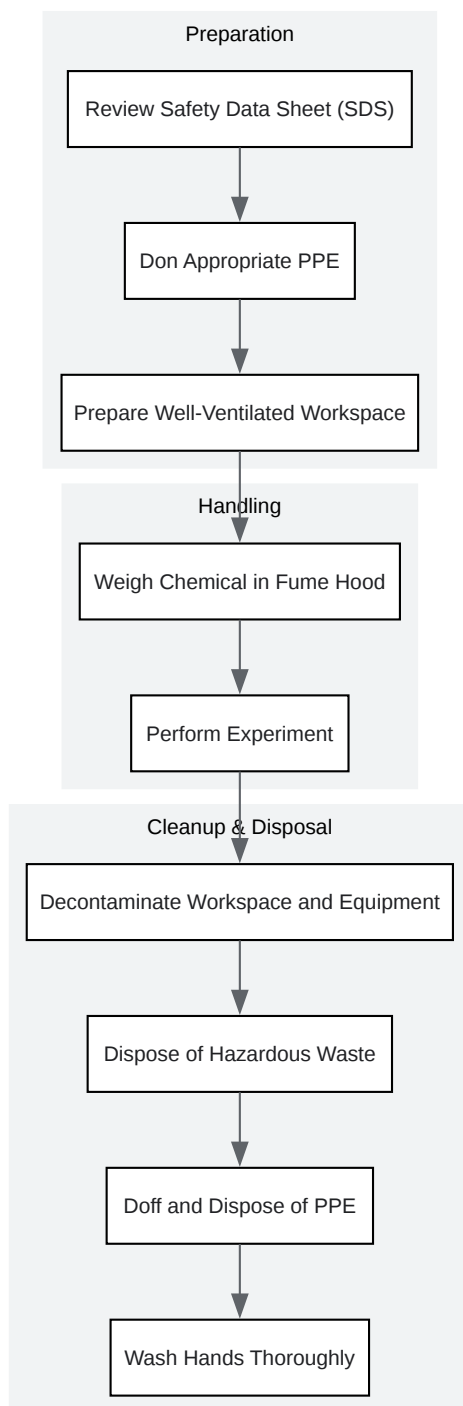 Preparation
Review Safety Data Sheet (SDS)
Don Appropriate PPE
Prepare Well-Ventilated Workspace
Handling
Weigh Chemical in Fume Hood
Perform Experiment
Cleanup & Disposal
Decontaminate Workspace and Equipment
Dispose of Hazardous Waste
Doff and Dispose of PPE
Wash Hands Thoroughly